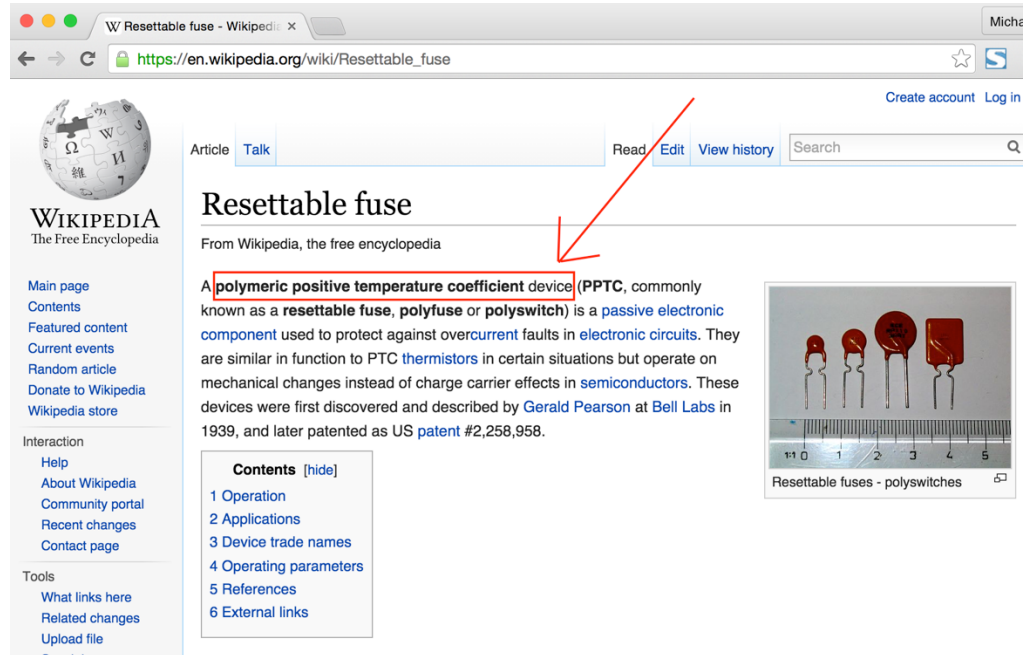 W Resettable fuse - Wikipedia ×
Micha
https://en.wikipedia.org/wiki/Resettable_fuse
Create account Log in
Article Talk Read Edit View history Search
WIKIPEDIA
The Free Encyclopedia
Resettable fuse
From Wikipedia, the free encyclopedia
A polymeric positive temperature coefficient device (PPTC, commonly
known as a resettable fuse, polyfuse or polyswitch) is a passive electronic
component used to protect against overcurrent faults in electronic circuits. They
are similar in function to PTC thermistors in certain situations but operate on
mechanical changes instead of charge carrier effects in semiconductors. These
devices were first discovered and described by Gerald Pearson at Bell Labs in
1939, and later patented as US patent #2,258,958.
Main page
Contents
Featured content
Current events
Random article
Donate to Wikipedia
Wikipedia store
Interaction
Help
About Wikipedia
Community portal
Recent changes
Contact page
Tools
What links here
Related changes
Upload file
Contents [hide]
1 Operation
2 Applications
3 Device trade names
4 Operating parameters
5 References
6 External links
1:1 0 1 2 3 4 5
Resettable fuses - polyswitches